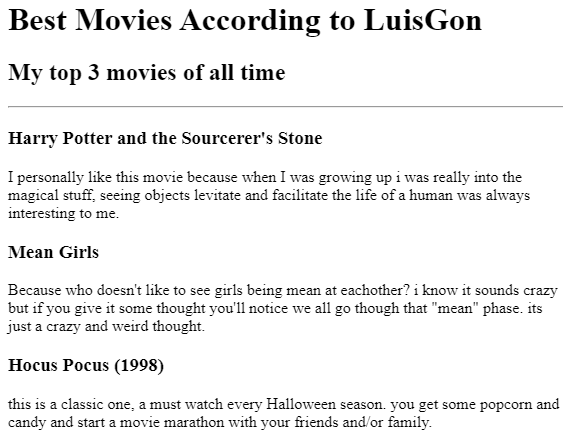 Best Movies According to LuisGon
My top 3 movies of all time
Harry Potter and the Sourcerer's Stone
I personally like this movie because when I was growing up i was really into the
magical stuff, seeing objects levitate and facilitate the life of a human was always
interesting to me.
Mean Girls
Because who doesn't like to see girls being mean at eachother? i know it sounds crazy
but if you give it some thought you'll notice we all go though that "mean" phase. its
just a crazy and weird thought.
Hocus Pocus (1998)
this is a classic one, a must watch every Halloween season. you get some popcorn and
candy and start a movie marathon with your friends and/or family.